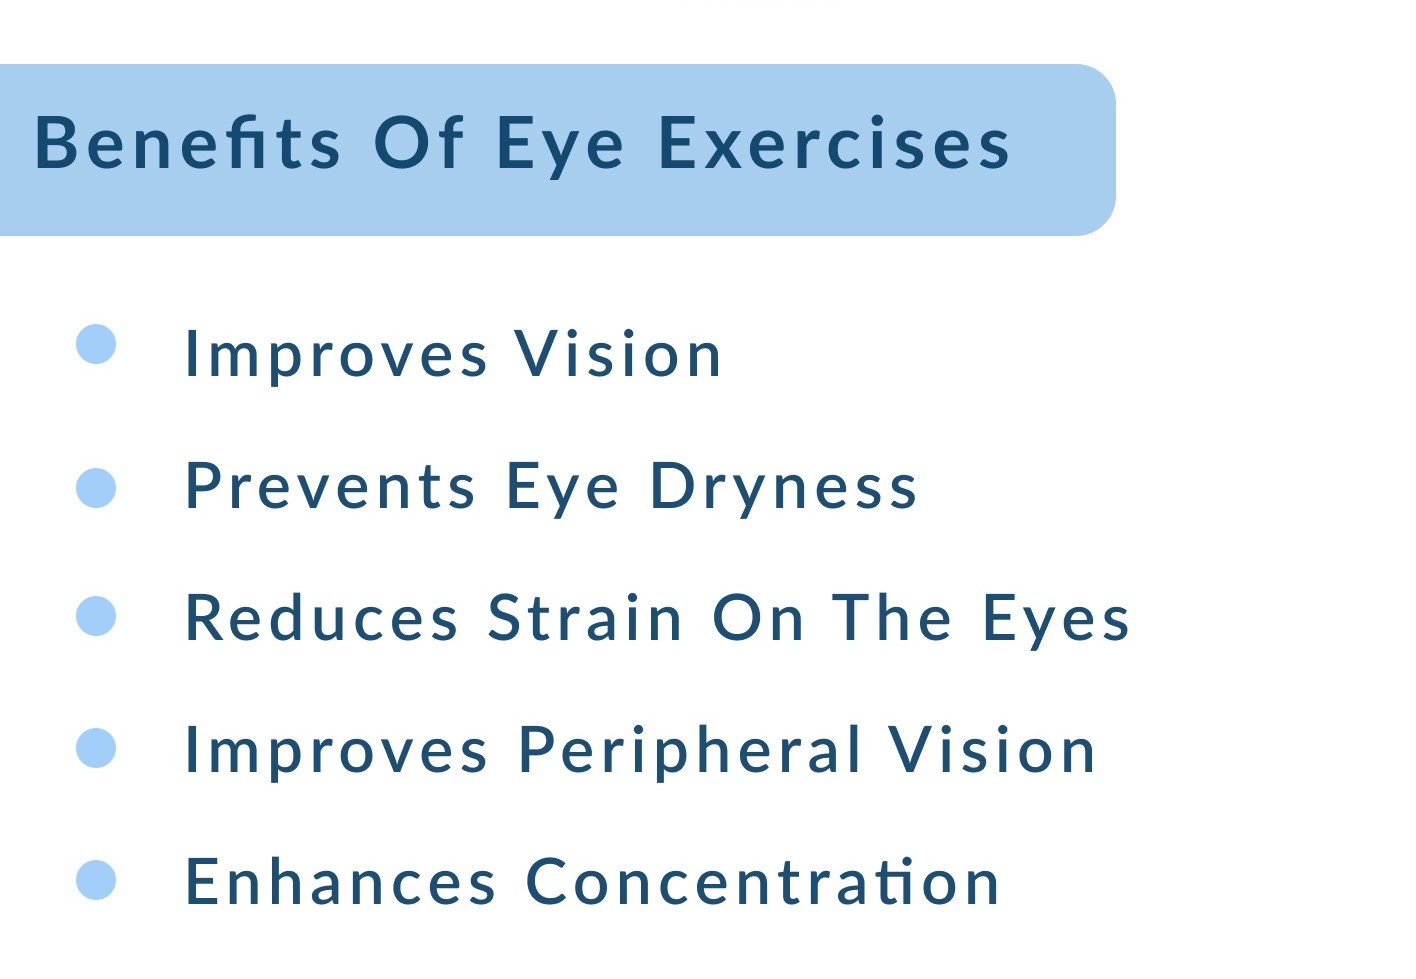 Benefits Of Eye Exercises
Improves Vision
Prevents Eye Dryness
Reduces Strain On The Eyes
Improves Peripheral Vision
Enhances Concentration